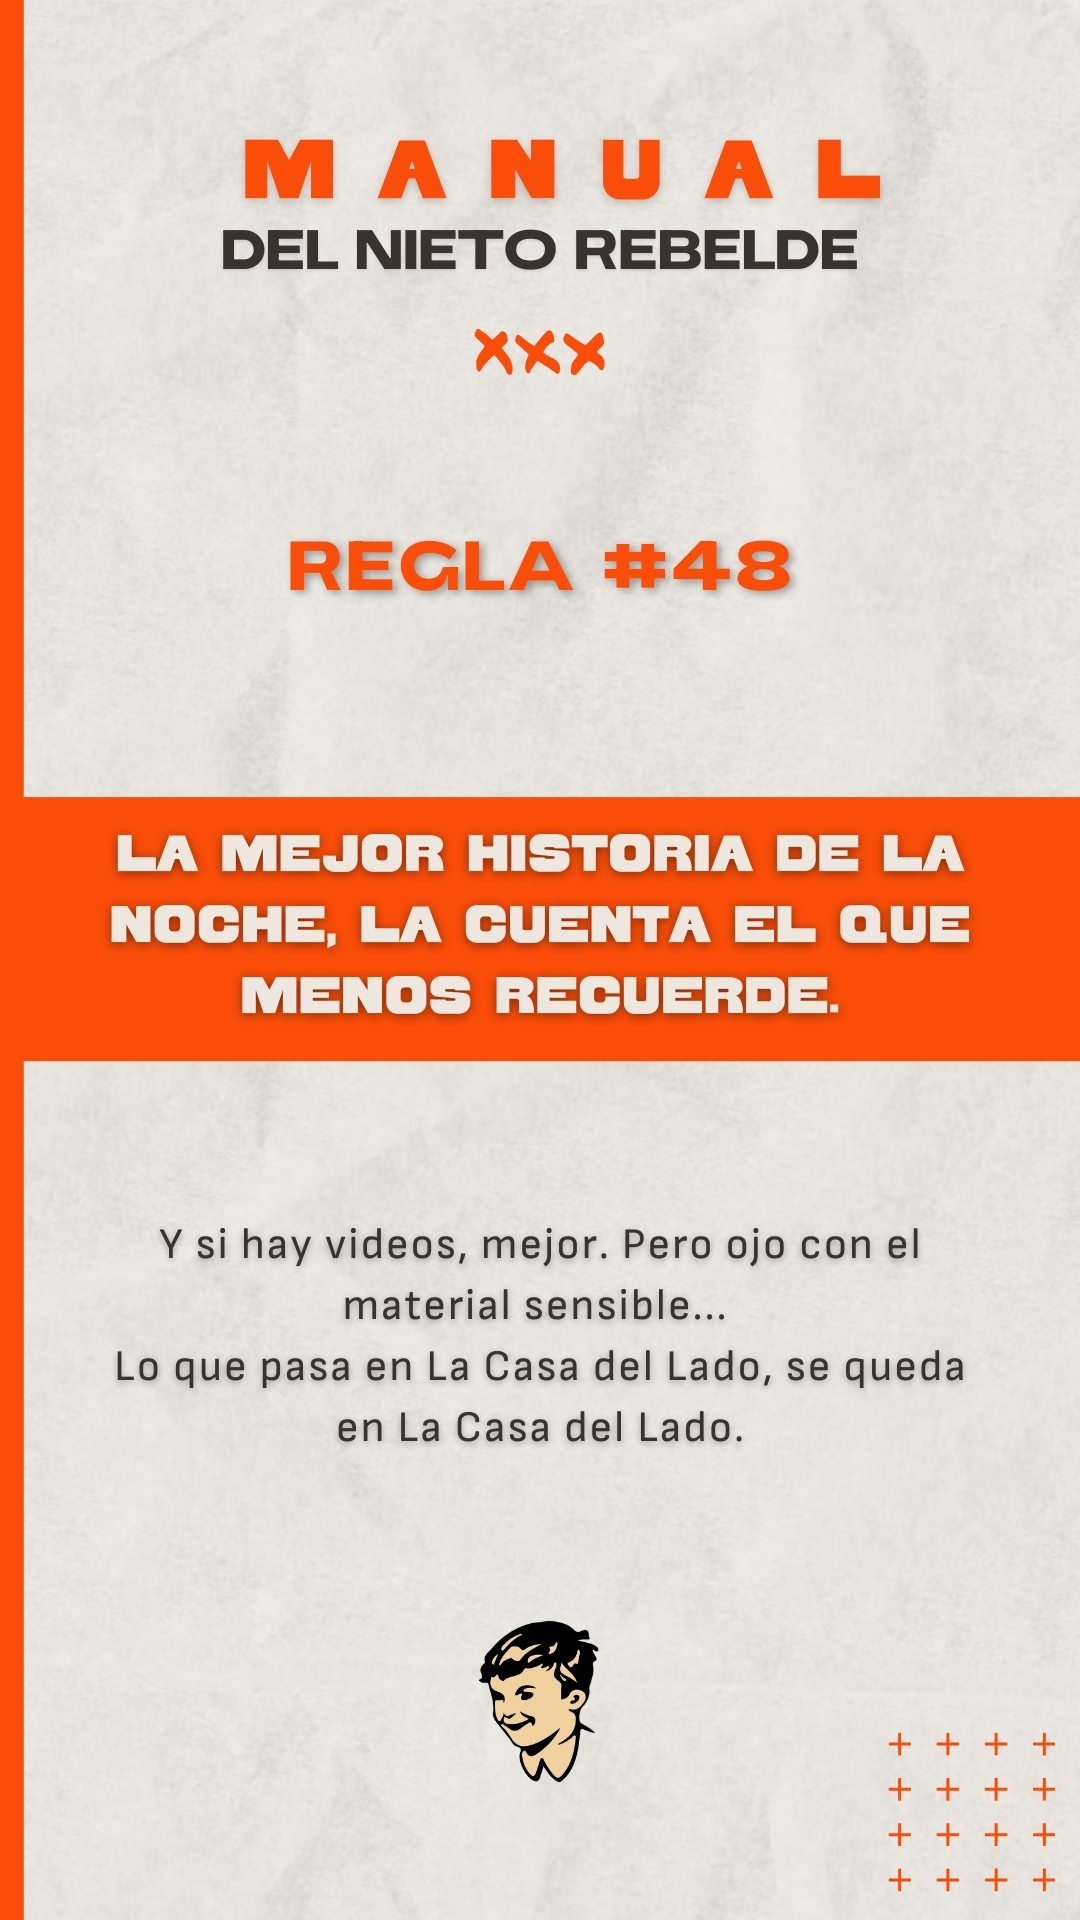 MANUAL
DEL NIETO REBELDE
xxx
REGLA #48
LA MEJOR HISTORIA DE LA
NOCHE, LA CUENTA EL QUE
MENOS RECUERDE.
Y si hay videos, mejor. Pero ojo con el
material sensible...
Lo que pasa en La Casa del Lado, se queda
en La Casa del Lado.